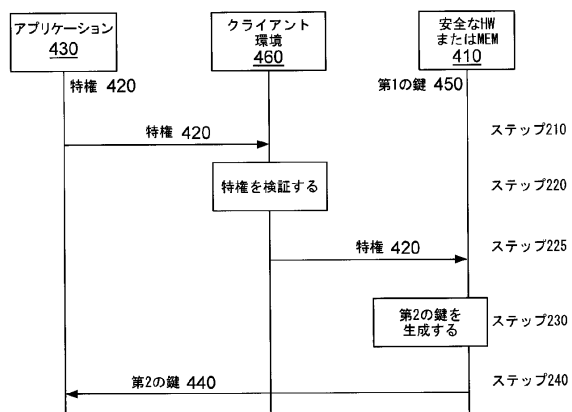 アプリケーション
430
クライアント
環境
460
安全なHW
またはMEM
410
特権 420
第1の鍵 450
特権 420
ステップ210
特権を検証する
ステップ220
特権 420
ステップ225
第2の鍵を
生成する
ステップ230
第2の鍵 440
ステップ240